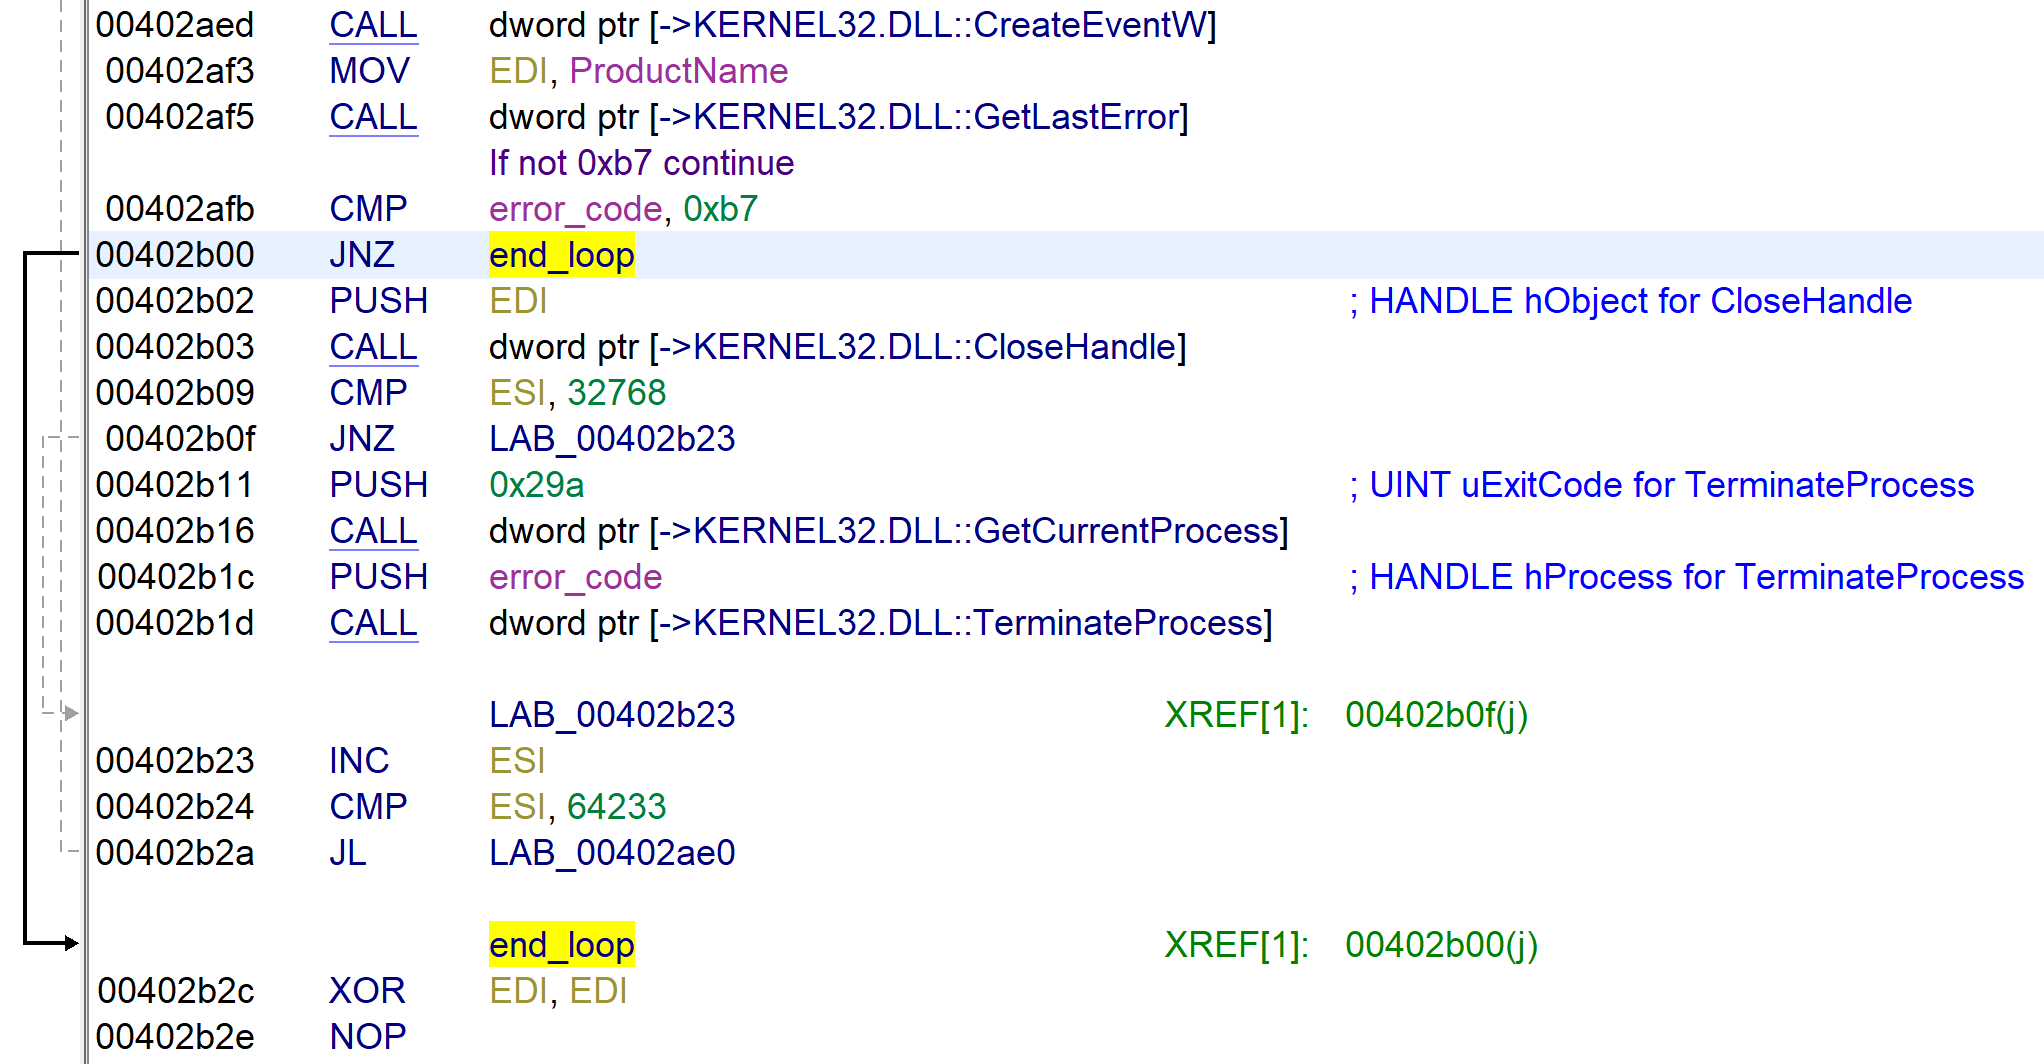 00402aed CALL dword ptr [->KERNEL32.DLL::CreateEventW]
00402af3 MOV EDI, ProductName
00402af5 CALL dword ptr [->KERNEL32.DLL::GetLastError]
If not 0xb7 continue
00402afb CMP error_code, 0xb7
00402b00 JNZ end_loop
00402b02 PUSH EDI ; HANDLE hObject for CloseHandle
00402b03 CALL dword ptr [->KERNEL32.DLL::CloseHandle]
00402b09 CMP ESI, 32768
00402b0f JNZ LAB_00402b23
00402b11 PUSH 0x29a ; UINT uExitCode for TerminateProcess
00402b16 CALL dword ptr [->KERNEL32.DLL::GetCurrentProcess]
00402b1c PUSH error_code ; HANDLE hProcess for TerminateProcess
00402b1d CALL dword ptr [->KERNEL32.DLL::TerminateProcess]
LAB_00402b23 XREF[1]: 00402b0f(j)
00402b23 INC ESI
00402b24 CMP ESI, 64233
00402b2a JL LAB_00402ae0
end_loop XREF[1]: 00402b00(j)
00402b2c XOR EDI, EDI
00402b2e NOP